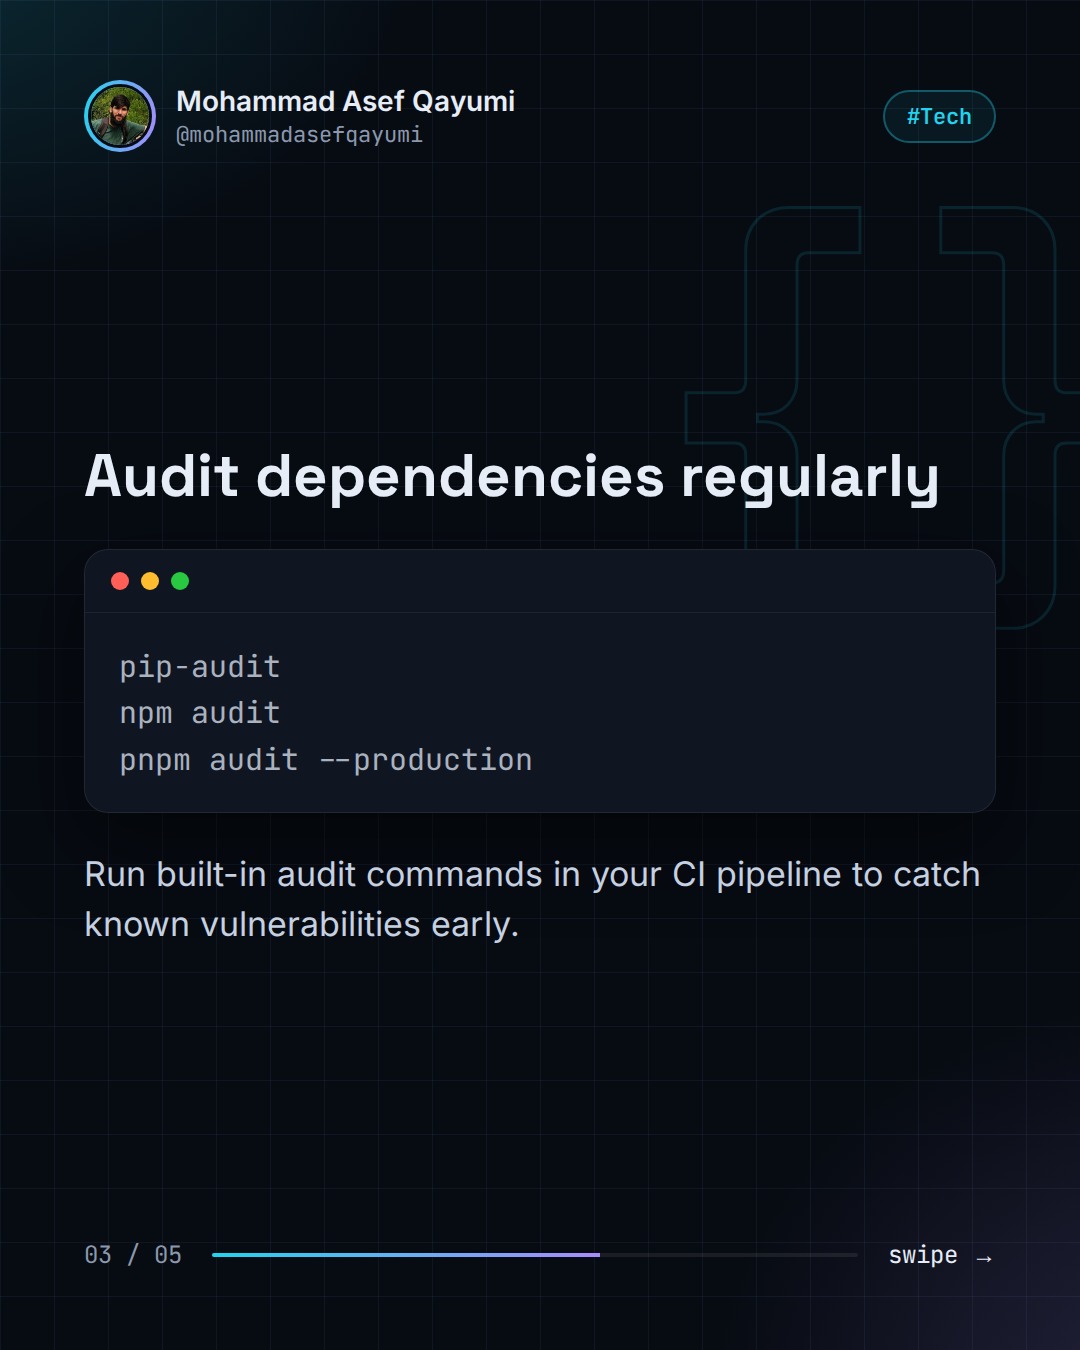 Mohammad Asef Qayumi
@mohammadasefqayumi
#Tech
{ }
Audit dependencies regularly
pip-audit
npm audit
pnpm audit --production
Run built-in audit commands in your CI pipeline to catch
known vulnerabilities early.
03 / 05
swipe →